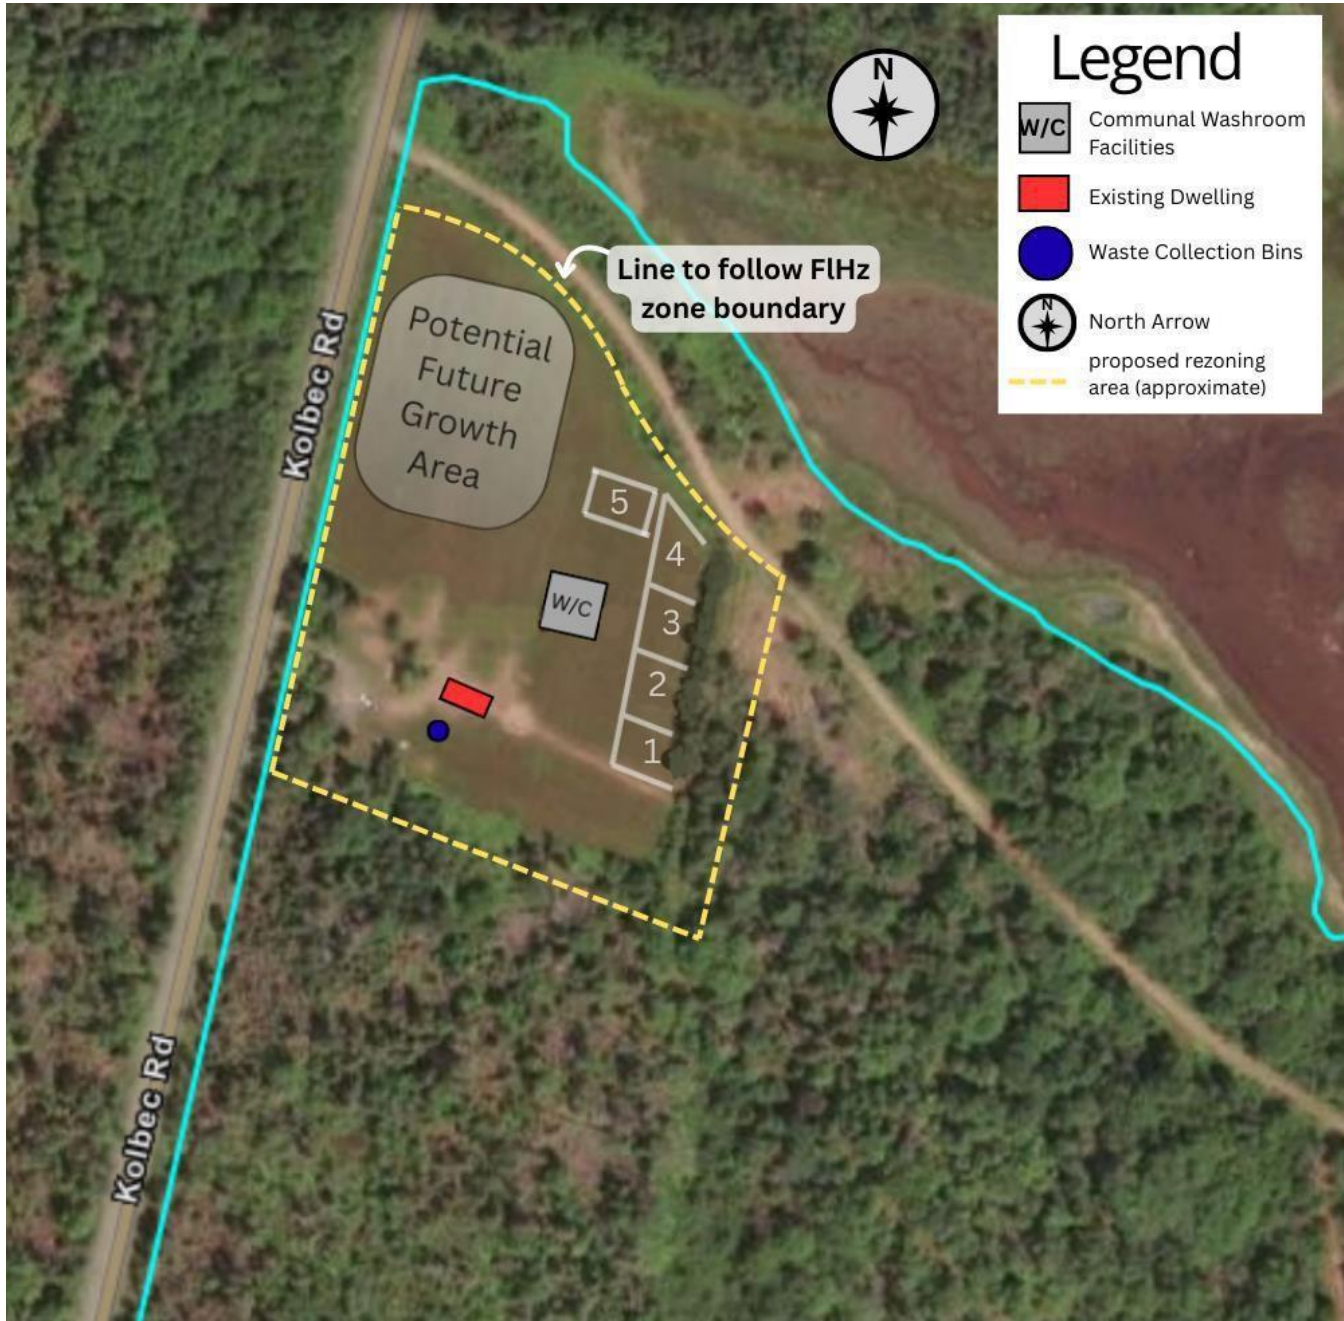 N
Legend
W/C
Communal Washroom
Facilities
Existing Dwelling
Waste Collection Bins
N
North Arrow
proposed rezoning
area (approximate)
Line to follow FlHz
zone boundary
Kolbec Rd
Potential
Future
Growth
Area
5
4
3
2
1
W/C
Kolbec Rd